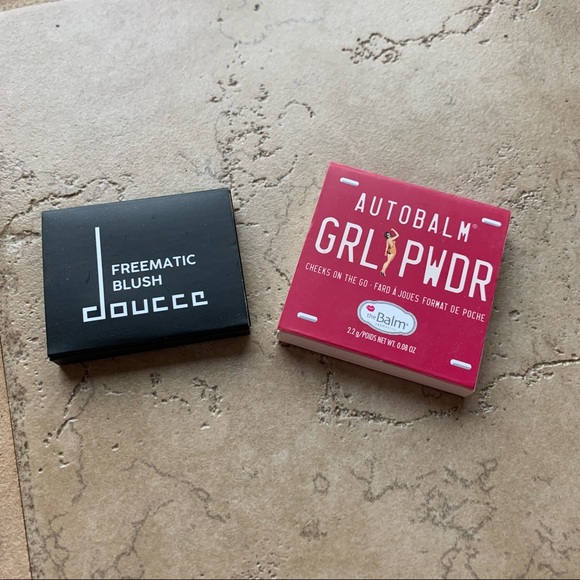 FREEMATIC
BLUSH
doucce
AUTOBALM®
GRL PWDR
CHEEKS ON THE GO · FARD À JOUES FORMAT DE POCHE
theBalm®
2.2 g/POIDS NET WT. 0.08 OZ